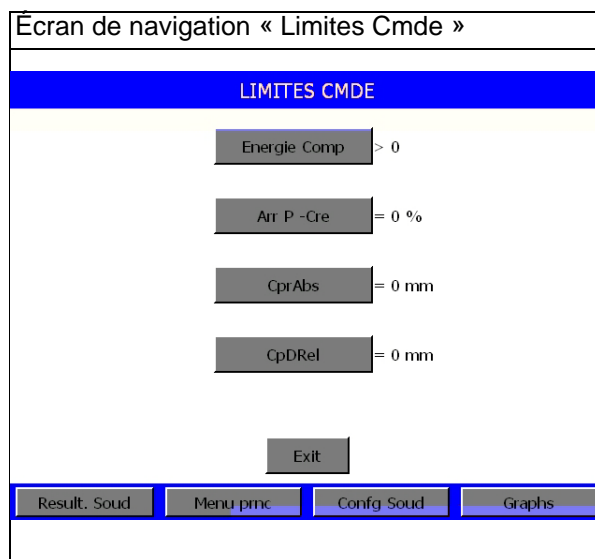 Écran de navigation « Limites Cmde »
LIMITES CMDE
Energie Comp > 0
Arr P -Cre = 0 %
CprAbs = 0 mm
CpDRel = 0 mm
Exit
Result. Soud Menu prnc Confg Soud Graphs